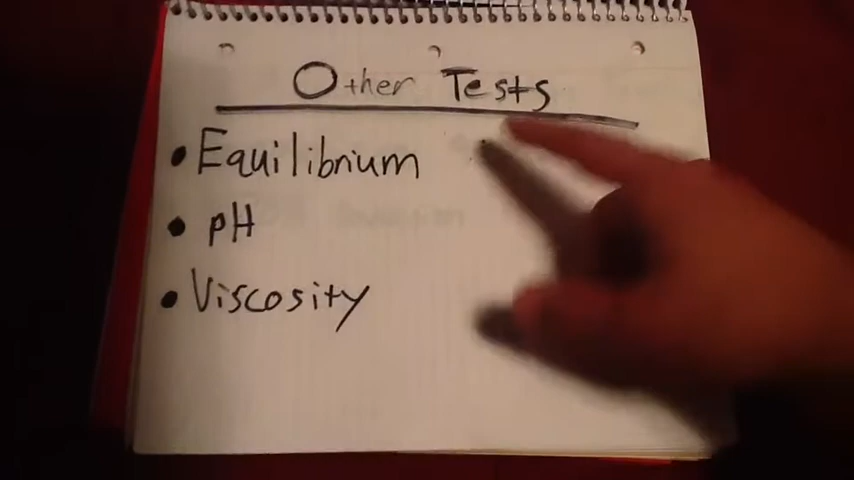 Other Tests
• Equilibrium
• pH
• Viscosity